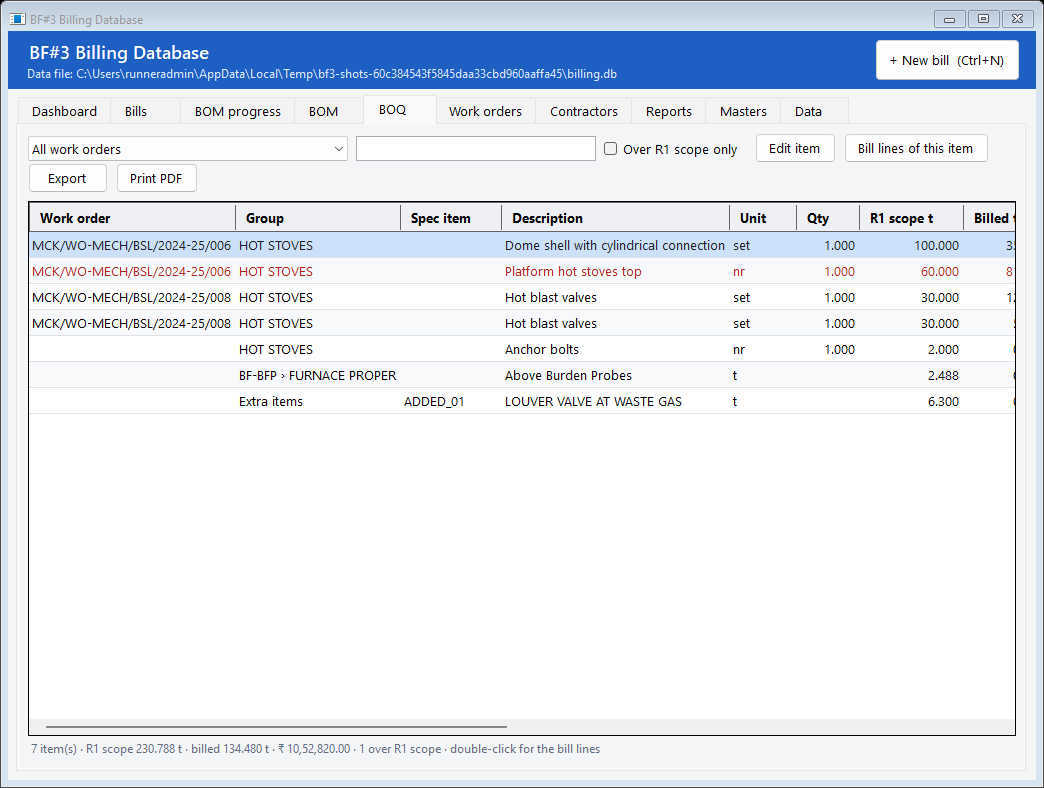 BF#3 Billing Database
BF#3 Billing Database
Data file: C:\Users\runneradmin\AppData\Local\Temp\bf3-shots-60c384543f5845daa33cbd960aaffa45\billing.db
+ New bill (Ctrl+N)
Dashboard Bills BOM progress BOM BOQ Work orders Contractors Reports Masters Data
All work orders Over R1 scope only Edit item Bill lines of this item
Export Print PDF
Work order Group Spec item Description Unit Qty R1 scope t Billed
MCK/WO-MECH/BSL/2024-25/006 HOT STOVES Dome shell with cylindrical connection set 1.000 100.000
MCK/WO-MECH/BSL/2024-25/006 HOT STOVES Platform hot stoves top nr 1.000 60.000
MCK/WO-MECH/BSL/2024-25/008 HOT STOVES Hot blast valves set 1.000 30.000
MCK/WO-MECH/BSL/2024-25/008 HOT STOVES Hot blast valves set 1.000 30.000
HOT STOVES Anchor bolts nr 1.000 2.000
BF-BFP › FURNACE PROPER Above Burden Probes t 2.488
Extra items ADDED_01 LOUVER VALVE AT WASTE GAS t 6.300
7 item(s) · R1 scope 230.788 t · billed 134.480 t · ₹ 10,52,820.00 · 1 over R1 scope · double-click for the bill lines